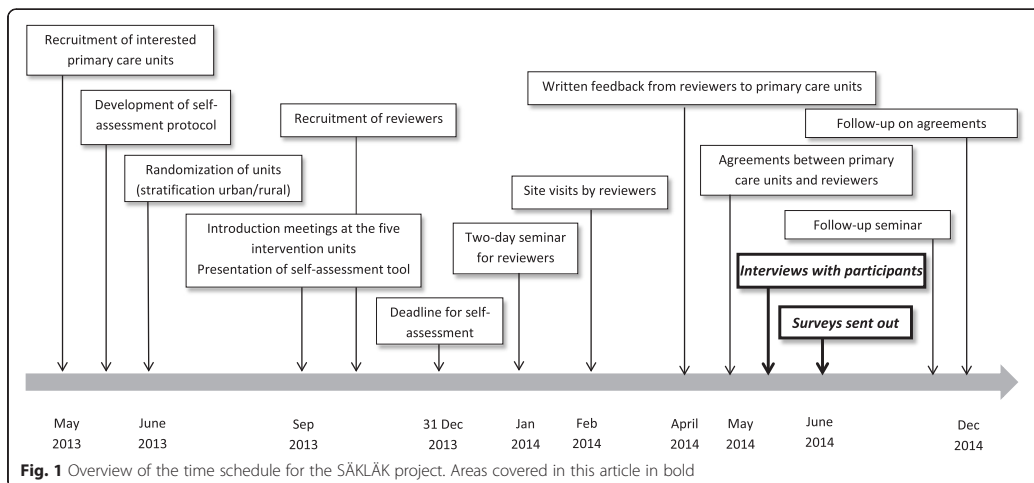 Recruitment of interested
primary care units
Development of self-
assessment protocol
Randomization of units
(stratification urban/rural)
Recruitment of reviewers
Introduction meetings at the five
intervention units
Presentation of self-assessment tool
Deadline for self-
assessment
Two-day seminar
for reviewers
Site visits by reviewers
Written feedback from reviewers to primary care units
Agreements between primary
care units and reviewers
Interviews with participants
Surveys sent out
Follow-up seminar
Follow-up on agreements
May
2013
June
2013
Sep
2013
31 Dec
2013
Jan
2014
Feb
2014
April
2014
May
2014
June
2014
Dec
2014
Fig. 1 Overview of the time schedule for the SÄKLÄK project. Areas covered in this article in bold